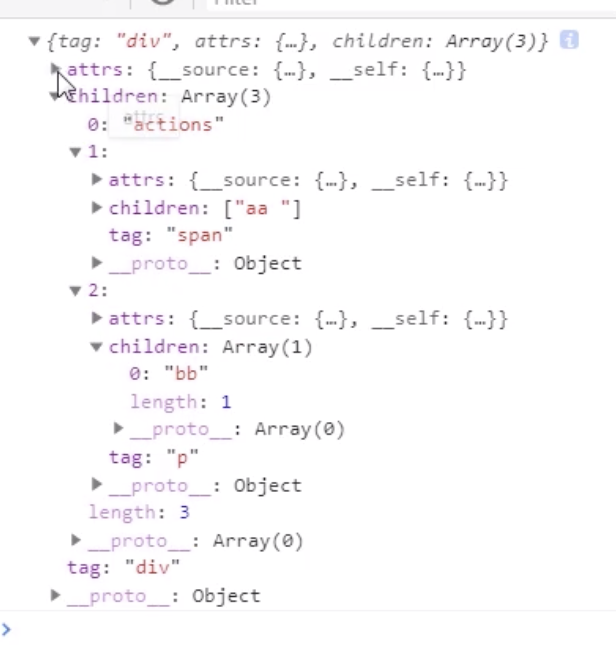 Filter
{tag: "div", attrs: {…}, children: Array(3)} i
attrs: {__source: {…}, __self: {…}}
children: Array(3)
0: "actions"
attrs
1:
attrs: {__source: {…}, __self: {…}}
children: ["aa "]
tag: "span"
__proto__: Object
2:
attrs: {__source: {…}, __self: {…}}
children: Array(1)
0: "bb"
length: 1
__proto__: Array(0)
tag: "p"
__proto__: Object
length: 3
__proto__: Array(0)
tag: "div"
__proto__: Object